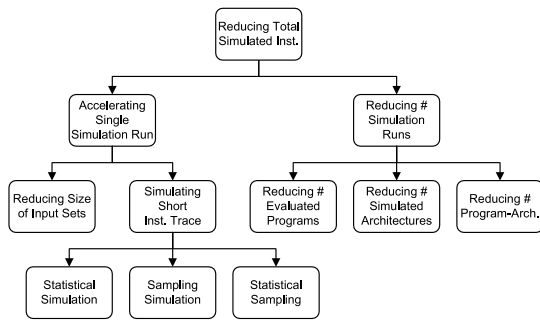 Reducing Total
Simulated Inst.
Accelerating
Single
Simulation Run
Reducing #
Simulation
Runs
Reducing Size
of Input Sets
Simulating
Short
Inst. Trace
Reducing #
Evaluated
Programs
Reducing #
Simulated
Architectures
Reducing #
Program-Arch.
Statistical
Simulation
Sampling
Simulation
Statistical
Sampling